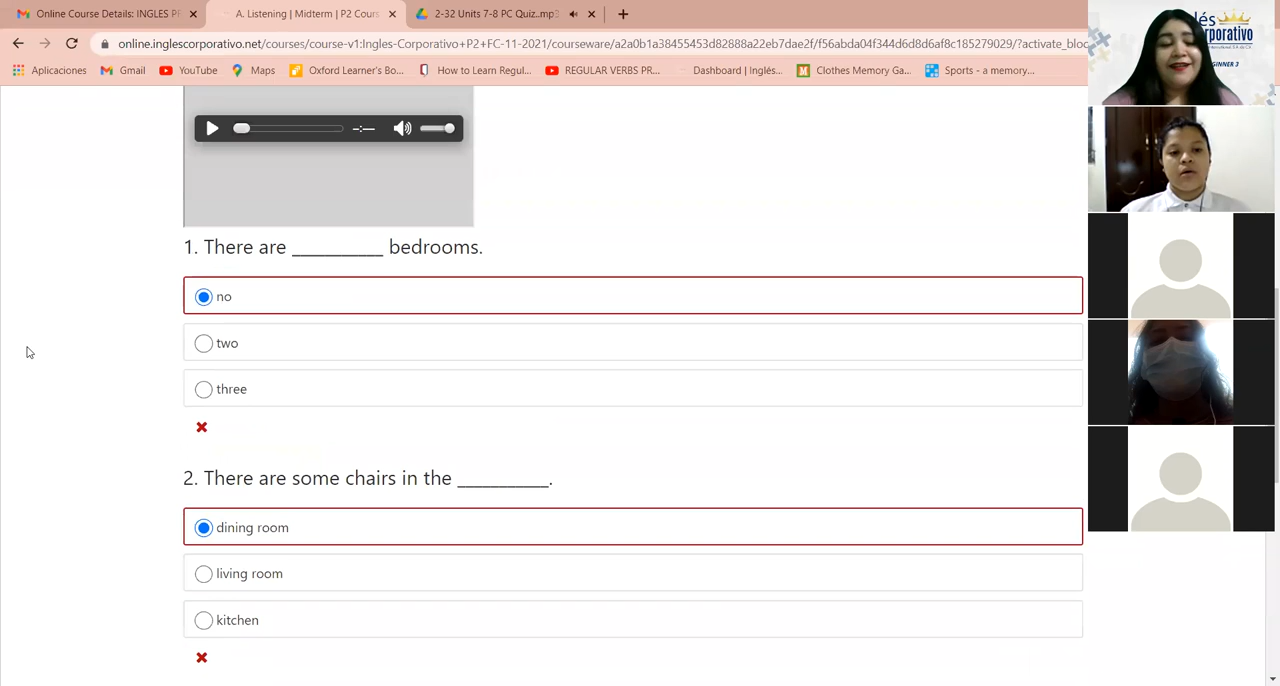 Online Course Details: INGLES PR
A. Listening | Midterm | P2 Cours
2-32 Units 7-8 PC Quiz..mp3
online.inglescorporativo.net/courses/course-v1:Ingles-Corporativo+P2+FC-11-2021/courseware/a2a0b1a38455453d82888a22eb7dae2f/f56abda04f344d6d8d6af8c185279029/?activate_bloc
Aplicaciones
Gmail
YouTube
Maps
Oxford Learner's Bo...
How to Learn Regul...
REGULAR VERBS PR...
Dashboard | Inglés...
Clothes Memory Ga...
Sports - a memory...
-:--
1. There are __________ bedrooms.
no
two
three
2. There are some chairs in the __________.
dining room
living room
kitchen